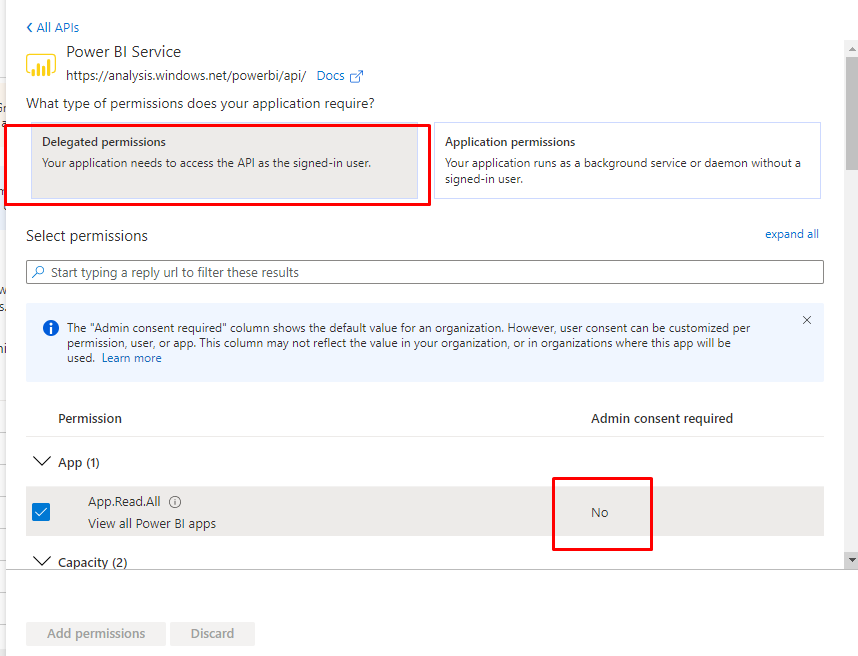 All APIs
Power BI Service
https://analysis.windows.net/powerbi/api/ Docs
What type of permissions does your application require?
Delegated permissions
Your application needs to access the API as the signed-in user.
Application permissions
Your application runs as a background service or daemon without a
signed-in user.
Select permissions
expand all
Start typing a reply url to filter these results
The "Admin consent required" column shows the default value for an organization. However, user consent can be customized per
permission, user, or app. This column may not reflect the value in your organization, or in organizations where this app will be
used. Learn more
Permission
Admin consent required
App (1)
App.Read.All
View all Power BI apps
No
Capacity (2)
Add permissions
Discard